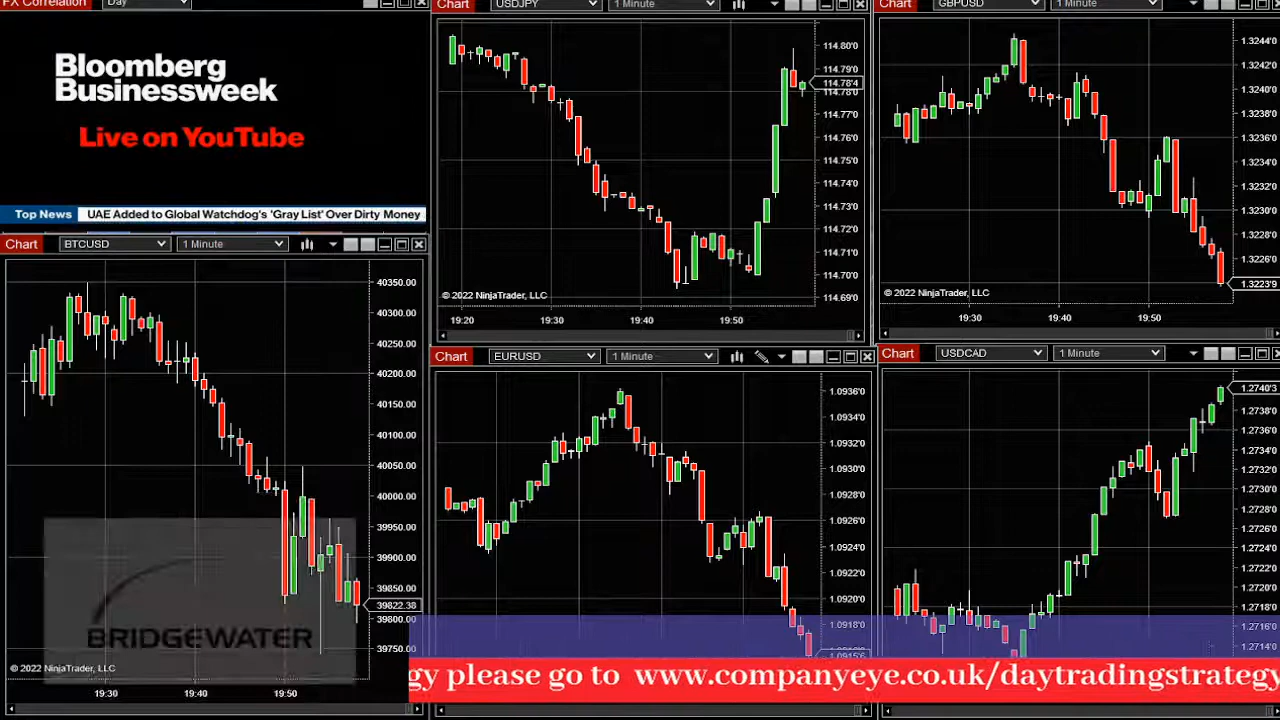 FX Correlation
Day
Bloomberg
Businessweek
Live on YouTube
Top News
UAE Added to Global Watchdog's 'Gray List' Over Dirty Money
Chart
BTCUSD
1 Minute
40350.00
40300.00
40250.00
40200.00
40150.00
40100.00
40050.00
40000.00
39950.00
39900.00
39850.00
39822.38
39800.00
39750.00
BRIDGEWATER
© 2022 NinjaTrader, LLC
19:30
19:40
19:50
Chart
USDJPY
1 Minute
114.80'0
114.79'0
114.78'4
114.78'0
114.77'0
114.76'0
114.75'0
114.74'0
114.73'0
114.72'0
114.71'0
114.70'0
114.69'0
© 2022 NinjaTrader, LLC
19:20
19:30
19:40
19:50
Chart
GBPUSD
1 Minute
1.3244'0
1.3242'0
1.3240'0
1.3238'0
1.3236'0
1.3234'0
1.3232'0
1.3230'0
1.3228'0
1.3226'0
1.3223'9
© 2022 NinjaTrader, LLC
19:30
19:40
19:50
Chart
EURUSD
1 Minute
1.0936'0
1.0934'0
1.0932'0
1.0930'0
1.0928'0
1.0926'0
1.0924'0
1.0922'0
1.0920'0
1.0918'0
1.0915'6
Chart
USDCAD
1 Minute
1.2740'3
1.2738'0
1.2736'0
1.2734'0
1.2732'0
1.2730'0
1.2728'0
1.2726'0
1.2724'0
1.2722'0
1.2720'0
1.2718'0
1.2716'0
1.2714'0
gy please go to www.companyeye.co.uk/daytradingstrategy